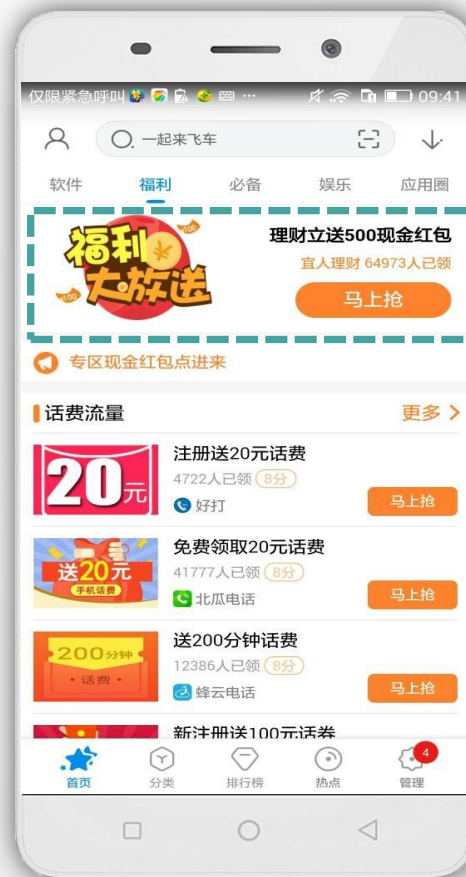 仅限紧急呼叫 ... 09:41
一起来飞车
软件 福利 必备 娱乐 应用圈
福利
大放送
¥100
¥100
理财立送500现金红包
宜人理财 64973人已领
马上抢
专区现金红包点进来
话费流量 更多
20元
注册送20元话费
4722人已领 8分
好打
马上抢
送20元
手机话费
免费领取20元话费
41777人已领 8分
北瓜电话
马上抢
200分钟
·话费·
送200分钟话费
12386人已领 8分
蜂云电话
马上抢
新注册送100元话券
4
首页 分类 排行榜 热点 管理